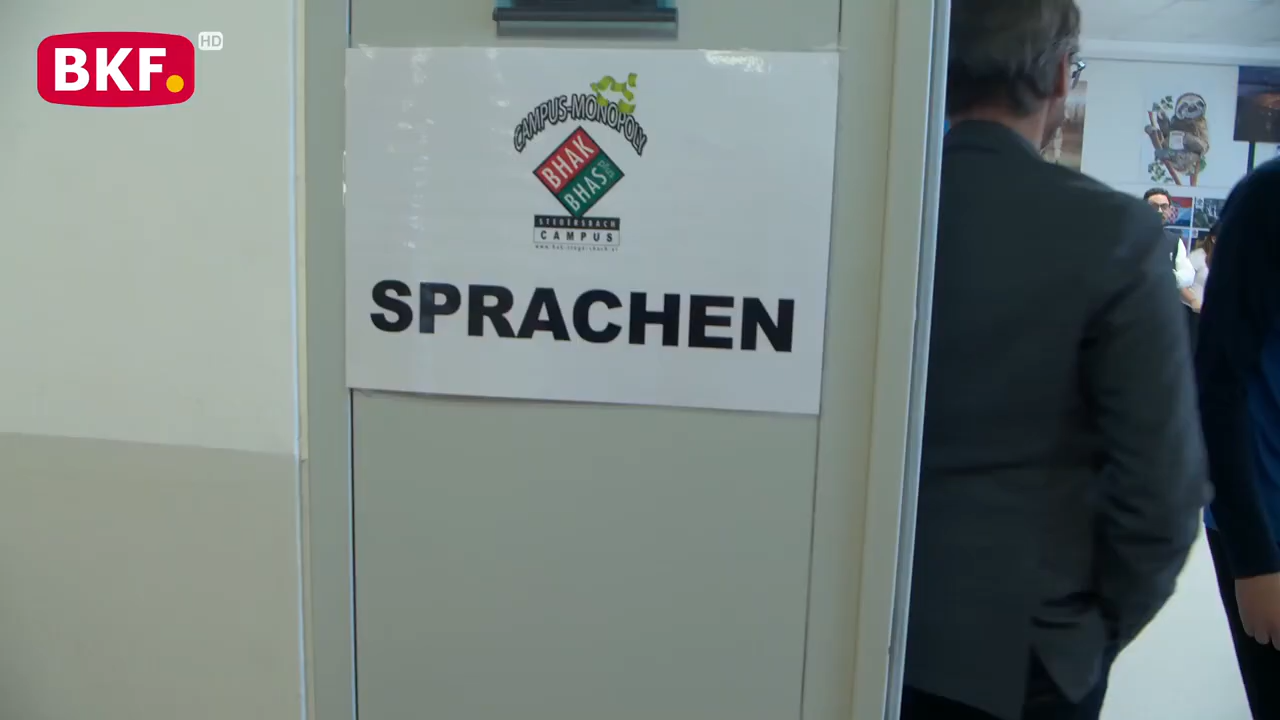 BKF.
HD
CAMPUS-MONOPOLY
BHAK
BHAS
STEGERSBACH
CAMPUS
SPRACHEN